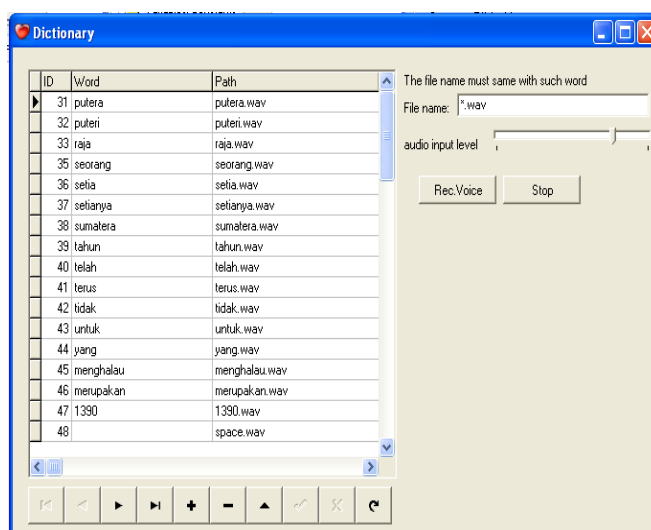 Dictionary
ID Word Path
31 putera putera.wav
32 puteri puteri.wav
33 raja raja.wav
35 seorang seorang.wav
36 setia setia.wav
37 setianya setianya.wav
38 sumatera sumatera.wav
39 tahun tahun.wav
40 telah telah.wav
41 terus terus.wav
42 tidak tidak.wav
43 untuk untuk.wav
44 yang yang.wav
45 menghalau menghalau.wav
46 merupakan merupakan.wav
47 1390 1390.wav
48 space.wav
The file name must same with such word
File name: *.wav
audio input level
Rec.Voice Stop